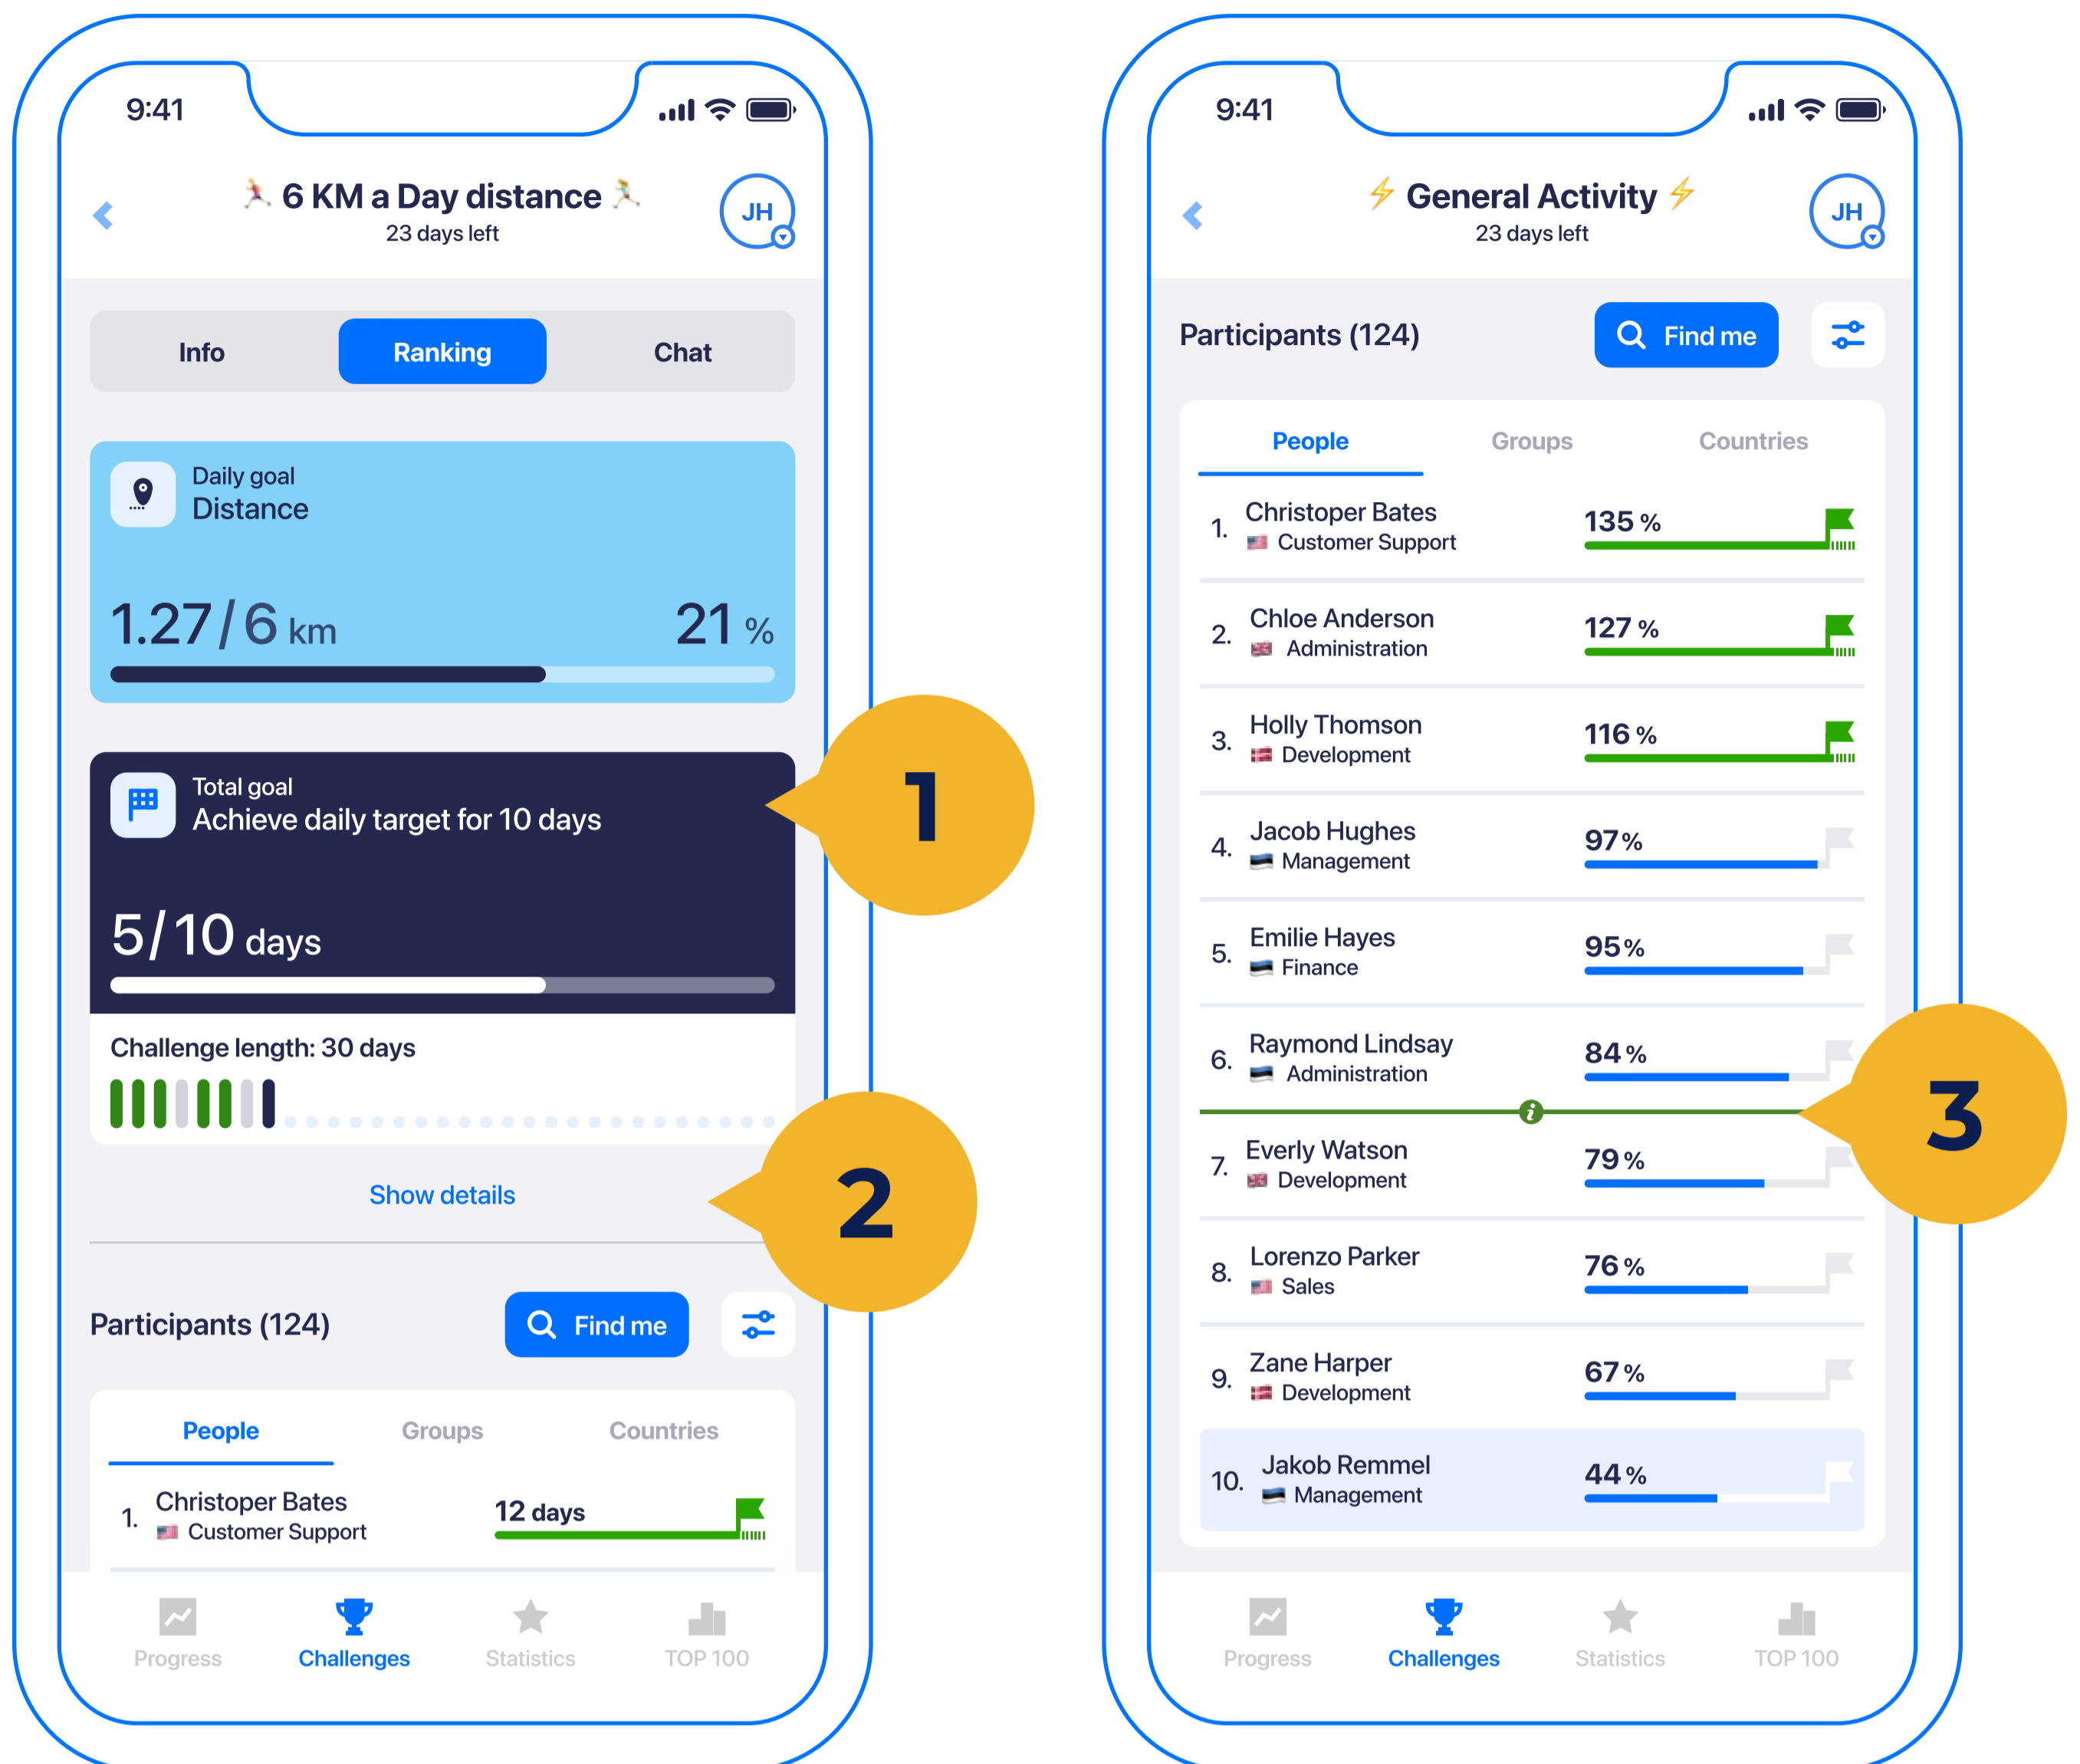 9:41
6 KM a Day distance
23 days left
JH
Info Ranking Chat
Daily goal
Distance
1.27/6 km 21 %
Total goal
Achieve daily target for 10 days
5/10 days
Challenge length: 30 days
Show details
Participants (124) Find me
People Groups Countries
1. Christoper Bates
Customer Support
12 days
Progress Challenges Statistics TOP 100
1
2
9:41
General Activity
23 days left
JH
Participants (124) Find me
People Groups Countries
1. Christoper Bates
Customer Support
135 %
2. Chloe Anderson
Administration
127 %
3. Holly Thomson
Development
116 %
4. Jacob Hughes
Management
97%
5. Emilie Hayes
Finance
95%
6. Raymond Lindsay
Administration
84 %
i
7. Everly Watson
Development
79 %
8. Lorenzo Parker
Sales
76 %
9. Zane Harper
Development
67 %
10. Jakob Remmel
Management
44 %
3
Progress Challenges Statistics TOP 100